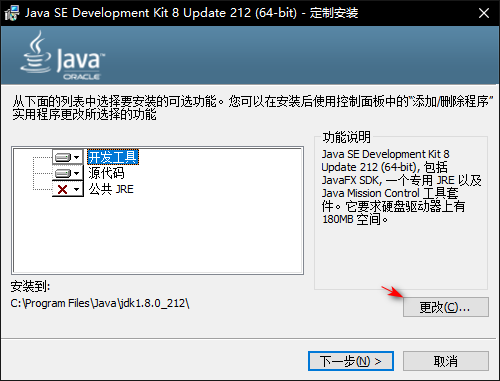 Java SE Development Kit 8 Update 212 (64-bit) - 定制安装
Java
ORACLE
从下面的列表中选择要安装的可选功能。您可以在安装后使用控制面板中的“添加/删除程序”
实用程序更改所选择的功能
开发工具
源代码
公共 JRE
功能说明
Java SE Development Kit 8
Update 212 (64-bit), 包括
JavaFX SDK, 一个专用 JRE 以及
Java Mission Control 工具套
件。它要求硬盘驱动器上有
180MB 空间。
安装到:
C:\Program Files\Java\jdk1.8.0_212\
更改(C)...
下一步(N) >
取消